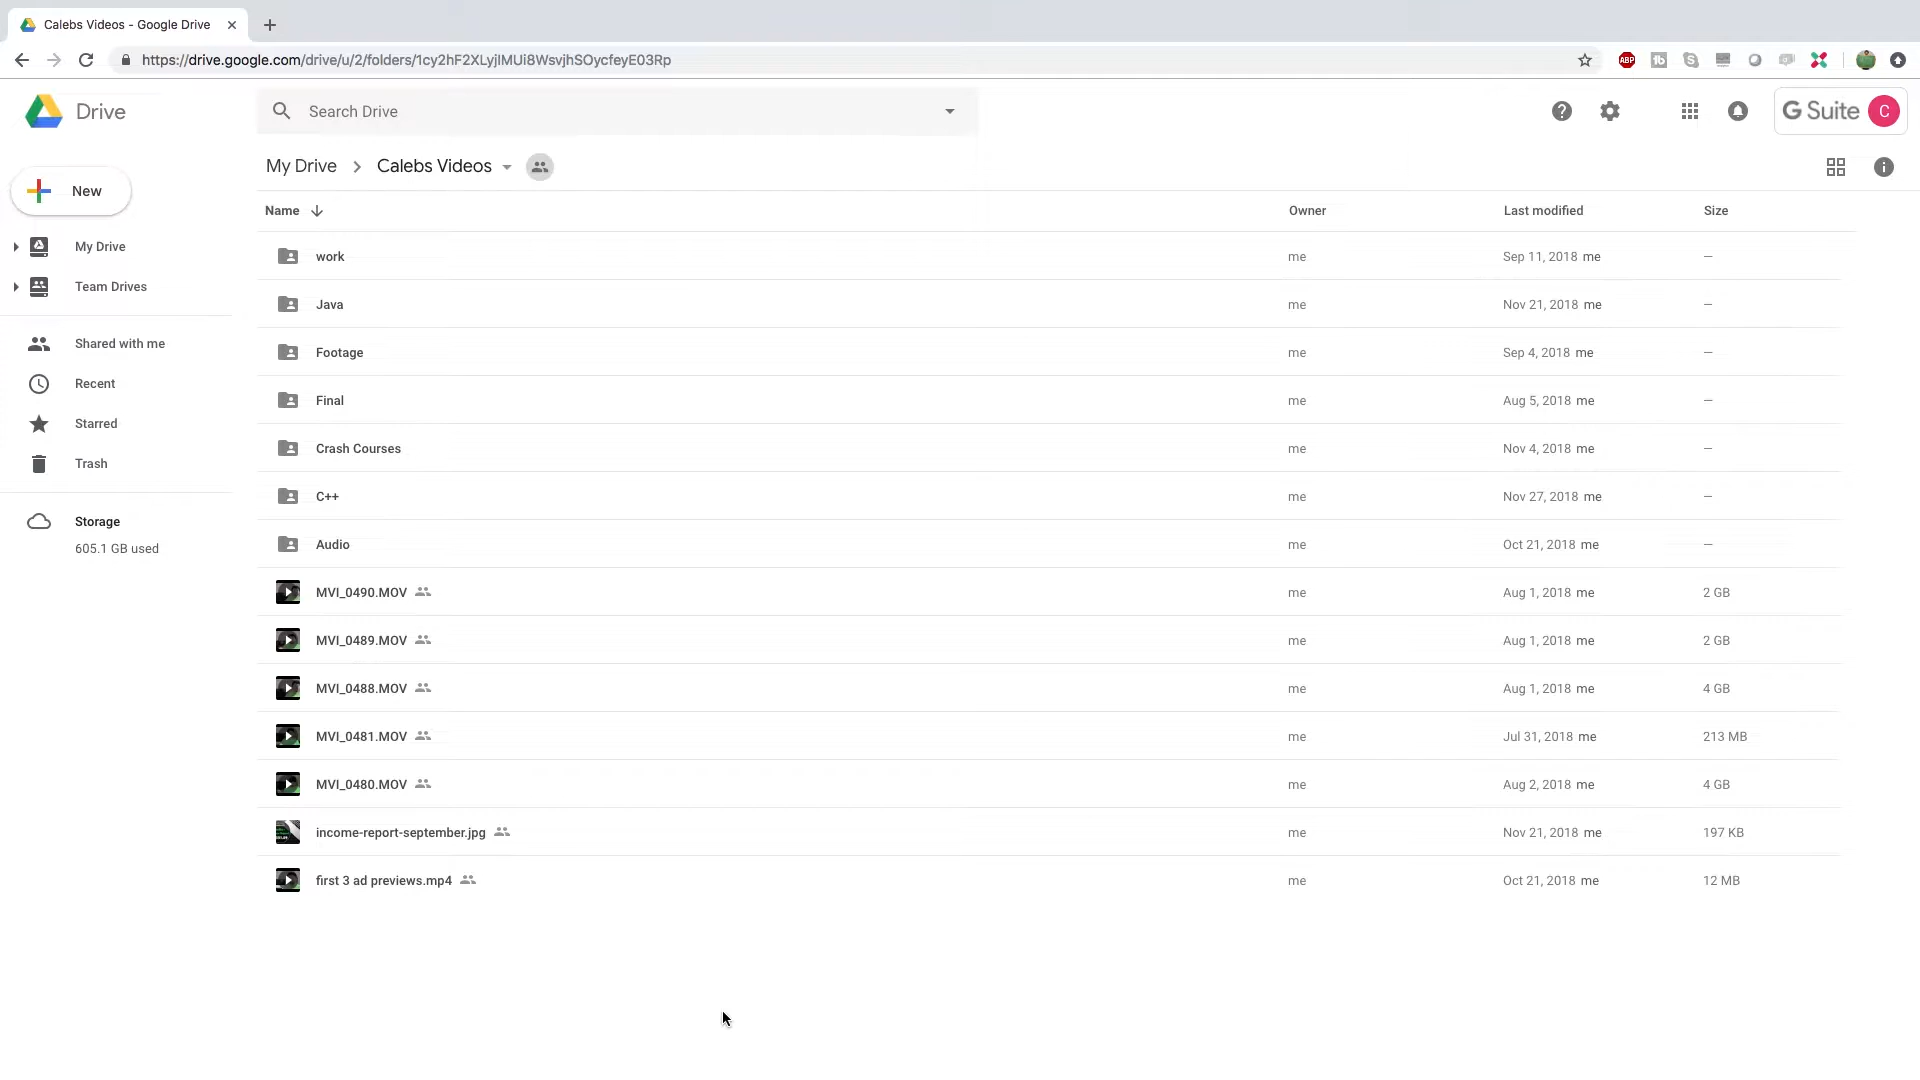 Calebs Videos - Google Drive
https://drive.google.com/drive/u/2/folders/1cy2hF2XLyjIMUi8WsvjhSOycfeyE03Rp
ABP
Drive
Search Drive
G Suite C
My Drive > Calebs Videos
New
Name Owner Last modified Size
My Drive
Team Drives
Shared with me
Recent
Starred
Trash
Storage
605.1 GB used
work me Sep 11, 2018 me —
Java me Nov 21, 2018 me —
Footage me Sep 4, 2018 me —
Final me Aug 5, 2018 me —
Crash Courses me Nov 4, 2018 me —
C++ me Nov 27, 2018 me —
Audio me Oct 21, 2018 me —
MVI_0490.MOV me Aug 1, 2018 me 2 GB
MVI_0489.MOV me Aug 1, 2018 me 2 GB
MVI_0488.MOV me Aug 1, 2018 me 4 GB
MVI_0481.MOV me Jul 31, 2018 me 213 MB
MVI_0480.MOV me Aug 2, 2018 me 4 GB
income-report-september.jpg me Nov 21, 2018 me 197 KB
first 3 ad previews.mp4 me Oct 21, 2018 me 12 MB